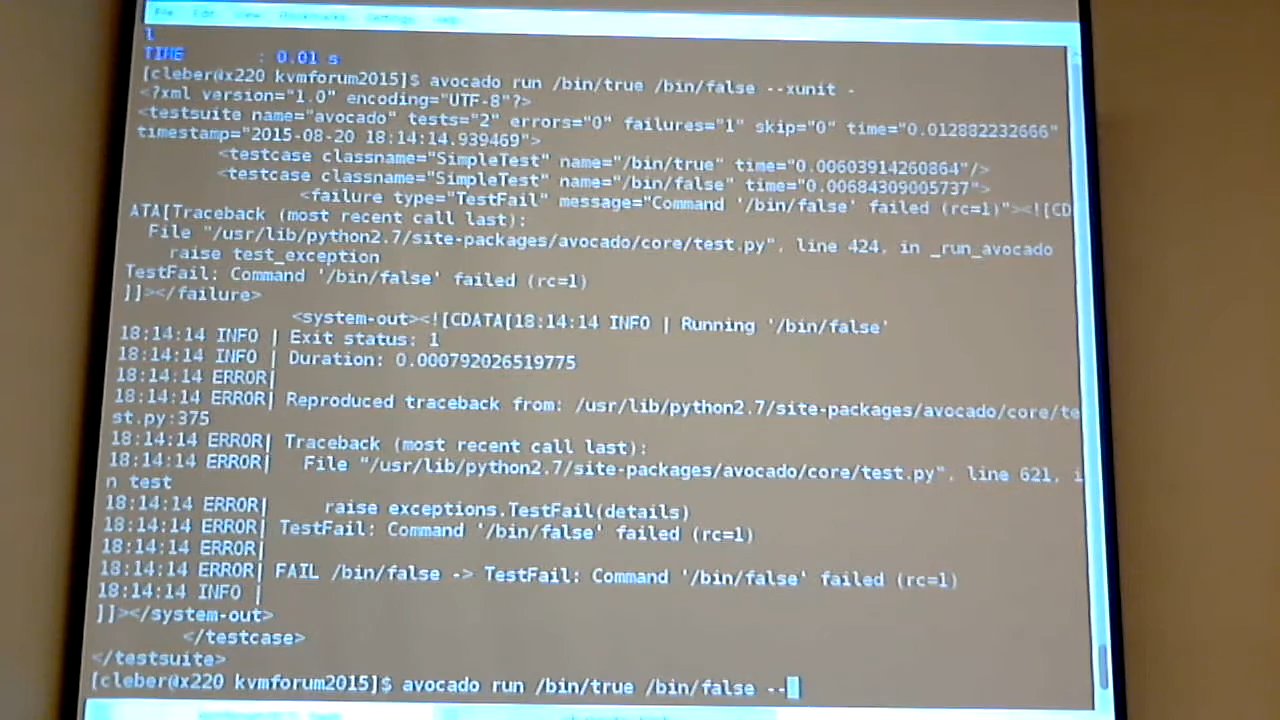 File Edit View Bookmarks Settings Help
l
TIME : 0.01 s
[cleber@x220 kvmforum2015]$ avocado run /bin/true /bin/false --xunit -
<?xml version="1.0" encoding="UTF-8"?>
<testsuite name="avocado" tests="2" errors="0" failures="1" skip="0" time="0.012882232666"
timestamp="2015-08-20 18:14:14.939469">
<testcase classname="SimpleTest" name="/bin/true" time="0.00603914260864"/>
<testcase classname="SimpleTest" name="/bin/false" time="0.00684309005737">
<failure type="TestFail" message="Command '/bin/false' failed (rc=1)"><![CD
ATA[Traceback (most recent call last):
File "/usr/lib/python2.7/site-packages/avocado/core/test.py", line 424, in _run_avocado
raise test_exception
TestFail: Command '/bin/false' failed (rc=1)
]]></failure>
<system-out><![CDATA[18:14:14 INFO | Running '/bin/false'
18:14:14 INFO | Exit status: 1
18:14:14 INFO | Duration: 0.000792026519775
18:14:14 ERROR|
18:14:14 ERROR| Reproduced traceback from: /usr/lib/python2.7/site-packages/avocado/core/te
st.py:375
18:14:14 ERROR| Traceback (most recent call last):
18:14:14 ERROR| File "/usr/lib/python2.7/site-packages/avocado/core/test.py", line 621, i
n test
18:14:14 ERROR| raise exceptions.TestFail(details)
18:14:14 ERROR| TestFail: Command '/bin/false' failed (rc=1)
18:14:14 ERROR|
18:14:14 ERROR| FAIL /bin/false -> TestFail: Command '/bin/false' failed (rc=1)
18:14:14 INFO |
]]></system-out>
</testcase>
</testsuite>
[cleber@x220 kvmforum2015]$ avocado run /bin/true /bin/false --